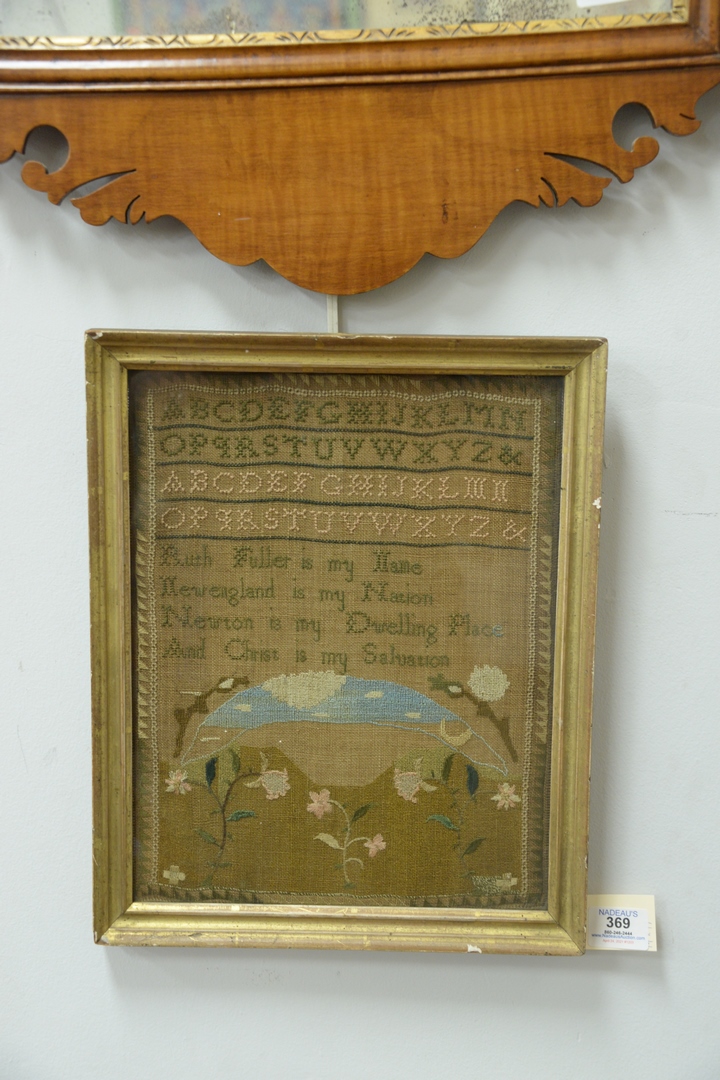 ABCDEFGHIJKLMN
OPQRSTUVWXYZ&
ABCDEFGHIJKLMN
OPQRSTUVWXYZ &
Ruth Fuller is my Name
Newengland is my Nation
Newton is my Dwelling Place
And Christ is my Salvation
NADEAU'S
369